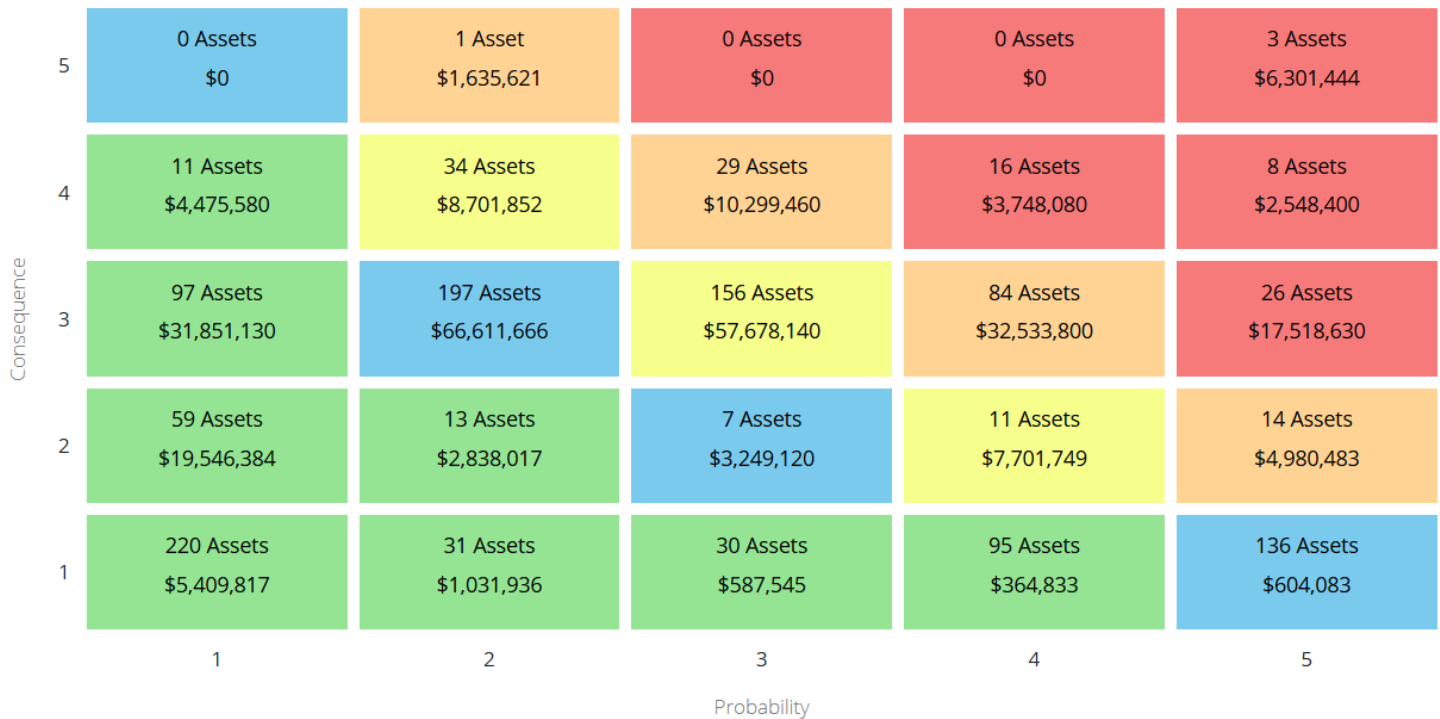 5
0 Assets
$0
1 Asset
$1,635,621
0 Assets
$0
0 Assets
$0
3 Assets
$6,301,444
4
11 Assets
$4,475,580
34 Assets
$8,701,852
29 Assets
$10,299,460
16 Assets
$3,748,080
8 Assets
$2,548,400
Consequence
3
97 Assets
$31,851,130
197 Assets
$66,611,666
156 Assets
$57,678,140
84 Assets
$32,533,800
26 Assets
$17,518,630
2
59 Assets
$19,546,384
13 Assets
$2,838,017
7 Assets
$3,249,120
11 Assets
$7,701,749
14 Assets
$4,980,483
1
220 Assets
$5,409,817
31 Assets
$1,031,936
30 Assets
$587,545
95 Assets
$364,833
136 Assets
$604,083
1
2
3
4
5
Probability